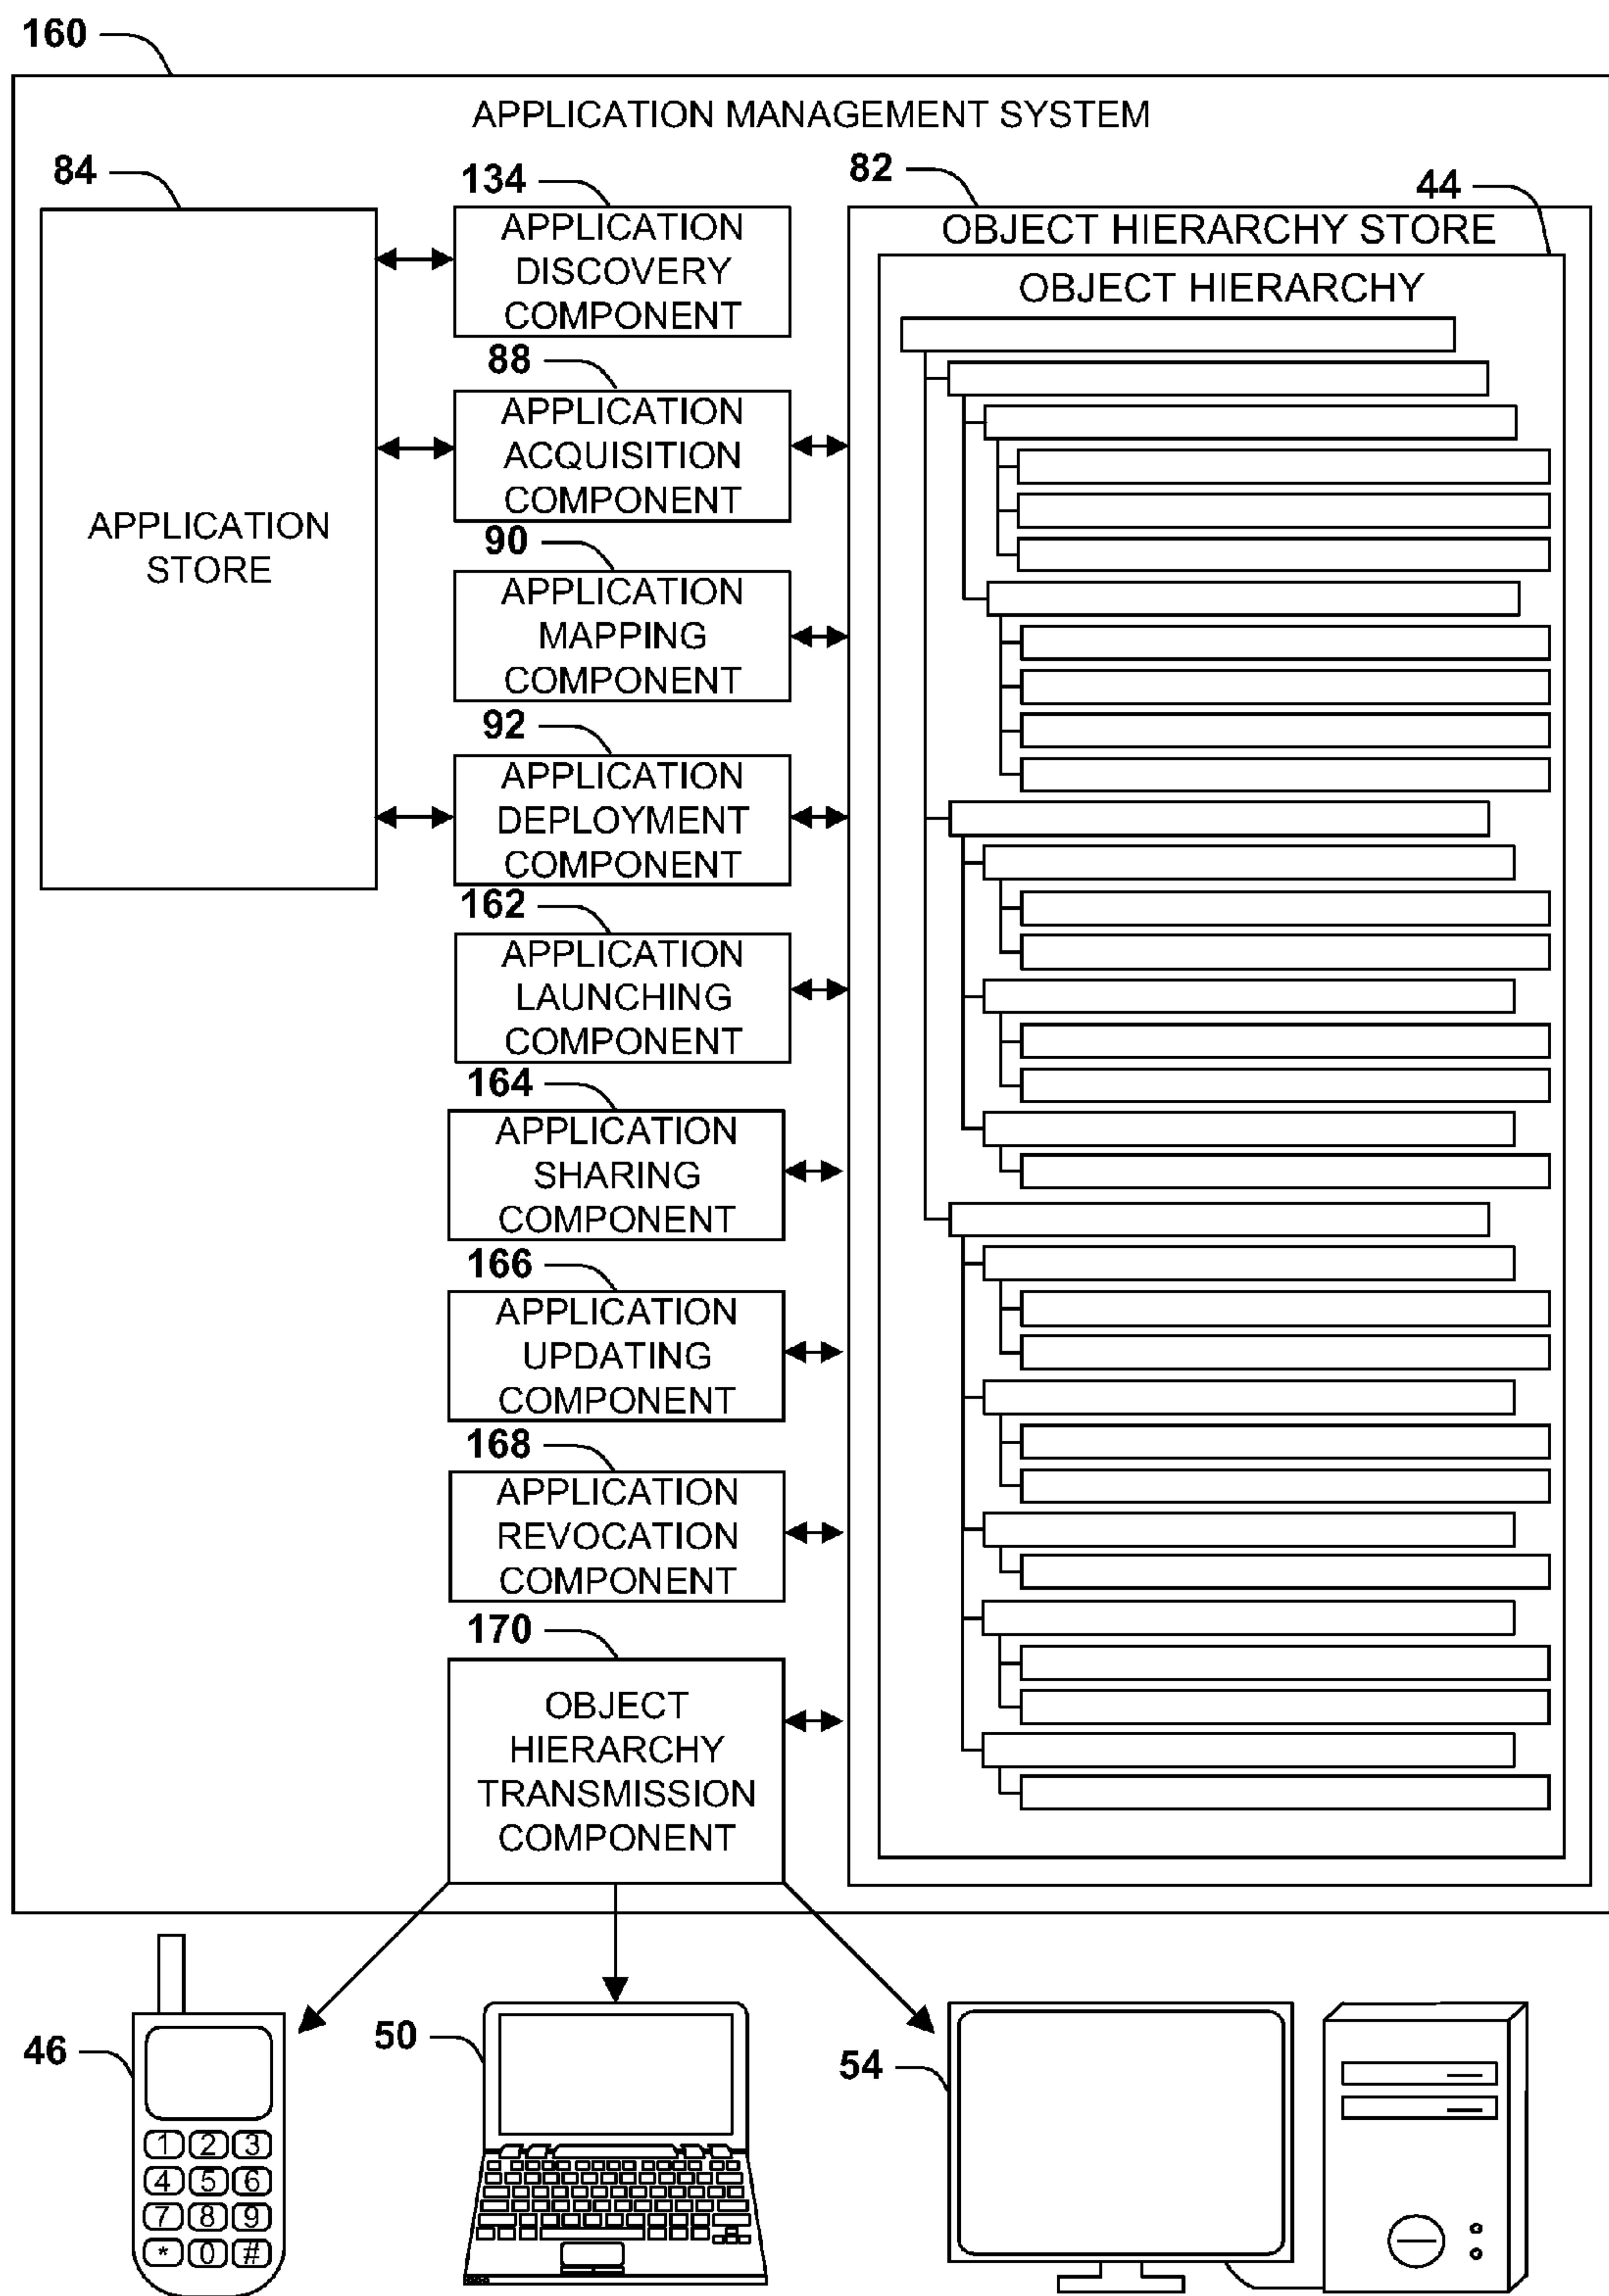 160
APPLICATION MANAGEMENT SYSTEM
84
134
82
44
APPLICATION
DISCOVERY
COMPONENT
OBJECT HIERARCHY STORE
OBJECT HIERARCHY
88
APPLICATION
ACQUISITION
COMPONENT
APPLICATION
STORE
90
APPLICATION
MAPPING
COMPONENT
92
APPLICATION
DEPLOYMENT
COMPONENT
162
APPLICATION
LAUNCHING
COMPONENT
164
APPLICATION
SHARING
COMPONENT
166
APPLICATION
UPDATING
COMPONENT
168
APPLICATION
REVOCATION
COMPONENT
170
OBJECT
HIERARCHY
TRANSMISSION
COMPONENT
46
50
54
1 2 3
4 5 6
7 8 9
* 0 #